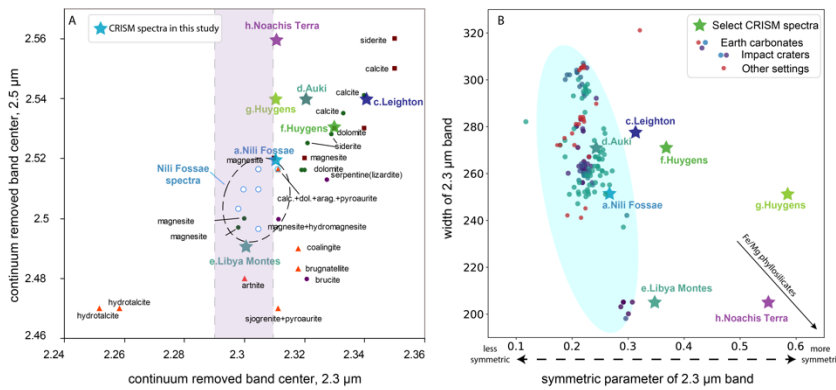 A
CRISM spectra in this study
h.Noachis Terra
siderite
calcite
calcite
d.Auki
c.Leighton
g.Huygens
calcite
f.Huygens
dolomite
siderite
a.Nili Fossae
magnesite
magnesite
dolomite
serpentine(lizardite)
Nili Fossae
spectra
calc.+dol.+arag.+pyroaurite
magnesite
magnesite+hydromagnesite
magnesite
e.Libya Montes
coalingite
brugnatellite
brucite
artnite
hydrotalcite
hydrotalcite
sjogrenite+pyroaurite
2.56
2.54
2.52
2.5
2.48
2.46
2.24
2.26
2.28
2.3
2.32
2.34
2.36
continuum removed band center, 2.5 μm
continuum removed band center, 2.3 μm
B
Select CRISM spectra
Earth carbonates
Impact craters
Other settings
c.Leighton
d.Auki
f.Huygens
a.Nili Fossae
g.Huygens
e.Libya Montes
h.Noachis Terra
Fe/Mg phyllosilicates
320
300
280
260
240
220
200
0.1
0.2
0.3
0.4
0.5
0.6
width of 2.3 μm band
less
symmetric
more
symmetri
symmetric parameter of 2.3 μm band